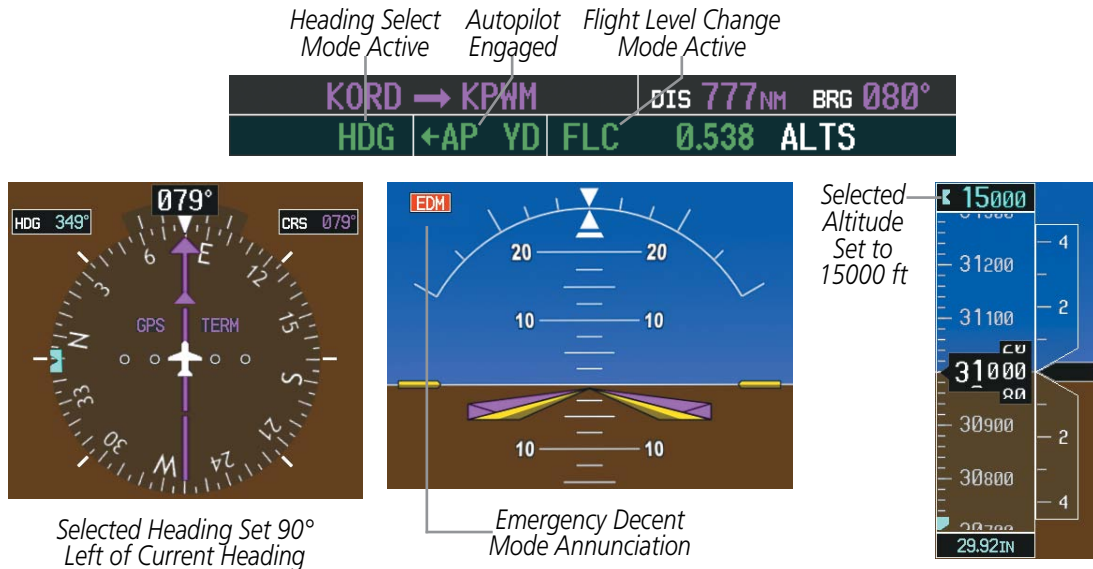 Heading Select
Mode Active
Autopilot
Engaged
Flight Level Change
Mode Active
KORD → KPWM DIS 777NM BRG 080°
HDG ←AP YD FLC 0.538 ALTS
079°
HDG 349°
CRS 079°
N 3 6 E 12 15 S 21 24 W 30 33
GPS TERM
Selected Heading Set 90°
Left of Current Heading
EDM
20 20
10 10
10 10
Emergency Decent
Mode Annunciation
Selected
Altitude
Set to
15000 ft
15000
4
31200
2
31100
20
31000
80
30900
2
30800
4
29.92IN